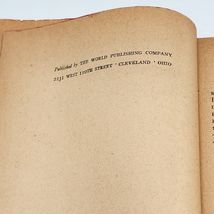 Published by THE WORLD PUBLISHING COMPANY
2231 WEST 110TH STREET · CLEVELAND · OHIO